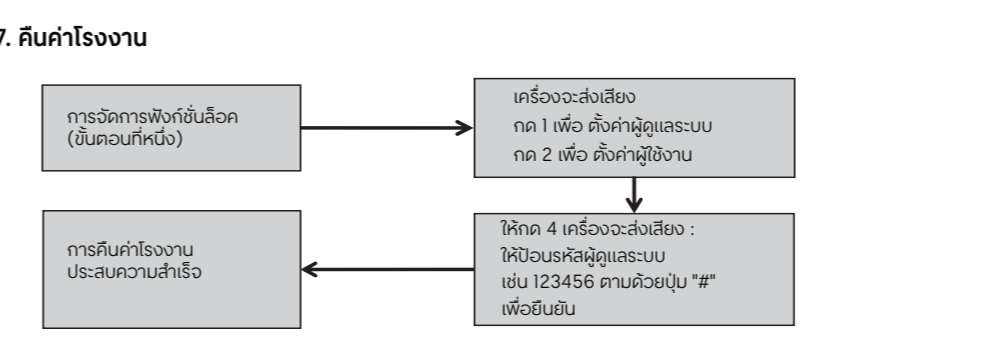 7. คืนค่าโรงงาน
การจัดการฟังก์ชั่นล็อค
(ขั้นตอนที่หนึ่ง)
เครื่องจะส่งเสียง
กด 1 เพื่อ ตั้งค่าผู้ดูแลระบบ
กด 2 เพื่อ ตั้งค่าผู้ใช้งาน
ให้กด 4 เครื่องจะส่งเสียง :
ให้ป้อนรหัสผู้ดูแลระบบ
เช่น 123456 ตามด้วยปุ่ม "#"
เพื่อยืนยัน
การคืนค่าโรงงาน
ประสบความสำเร็จ